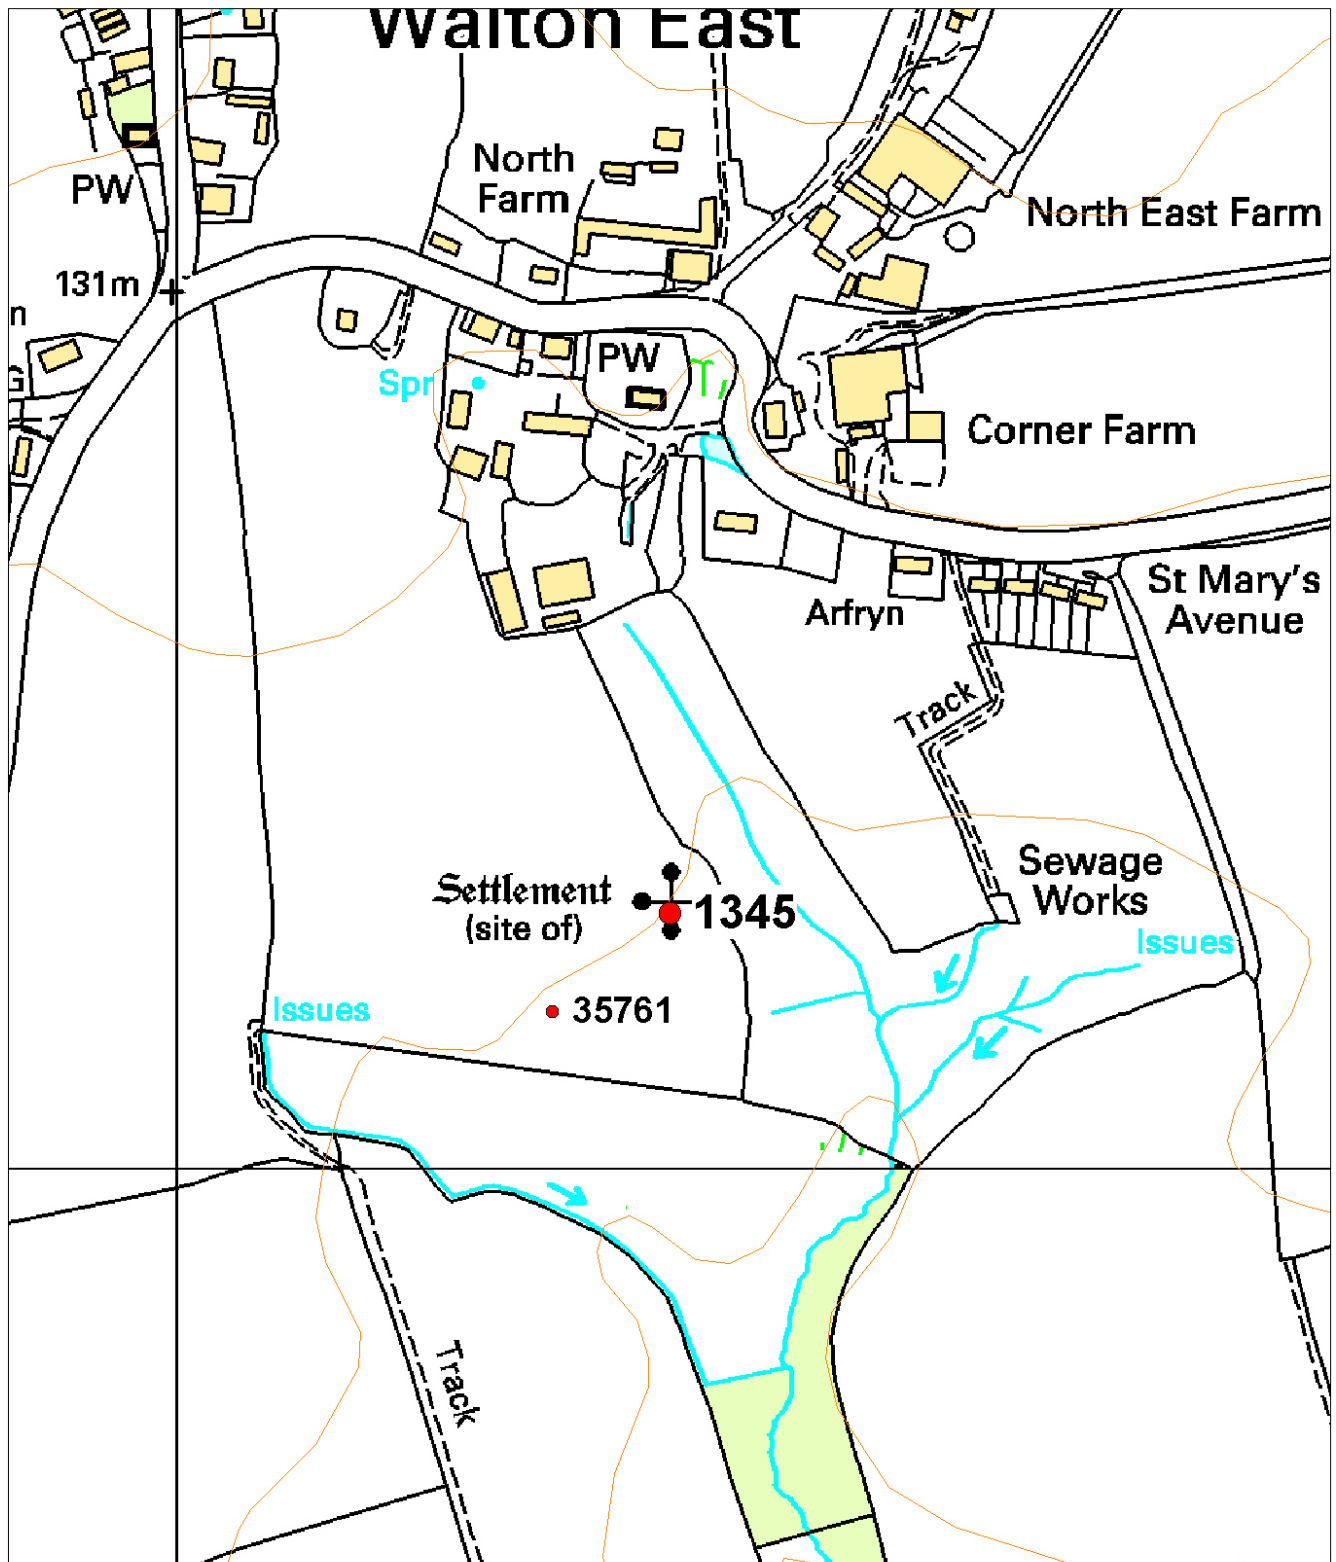 Walton East
North
Farm
PW
North East Farm
131m
n
PW
Spr
G
Corner Farm
St Mary's
Avenue
Arfryn
Track
Sewage
Works
Settlement
(site of)
1345
Issues
Issues
35761
Track